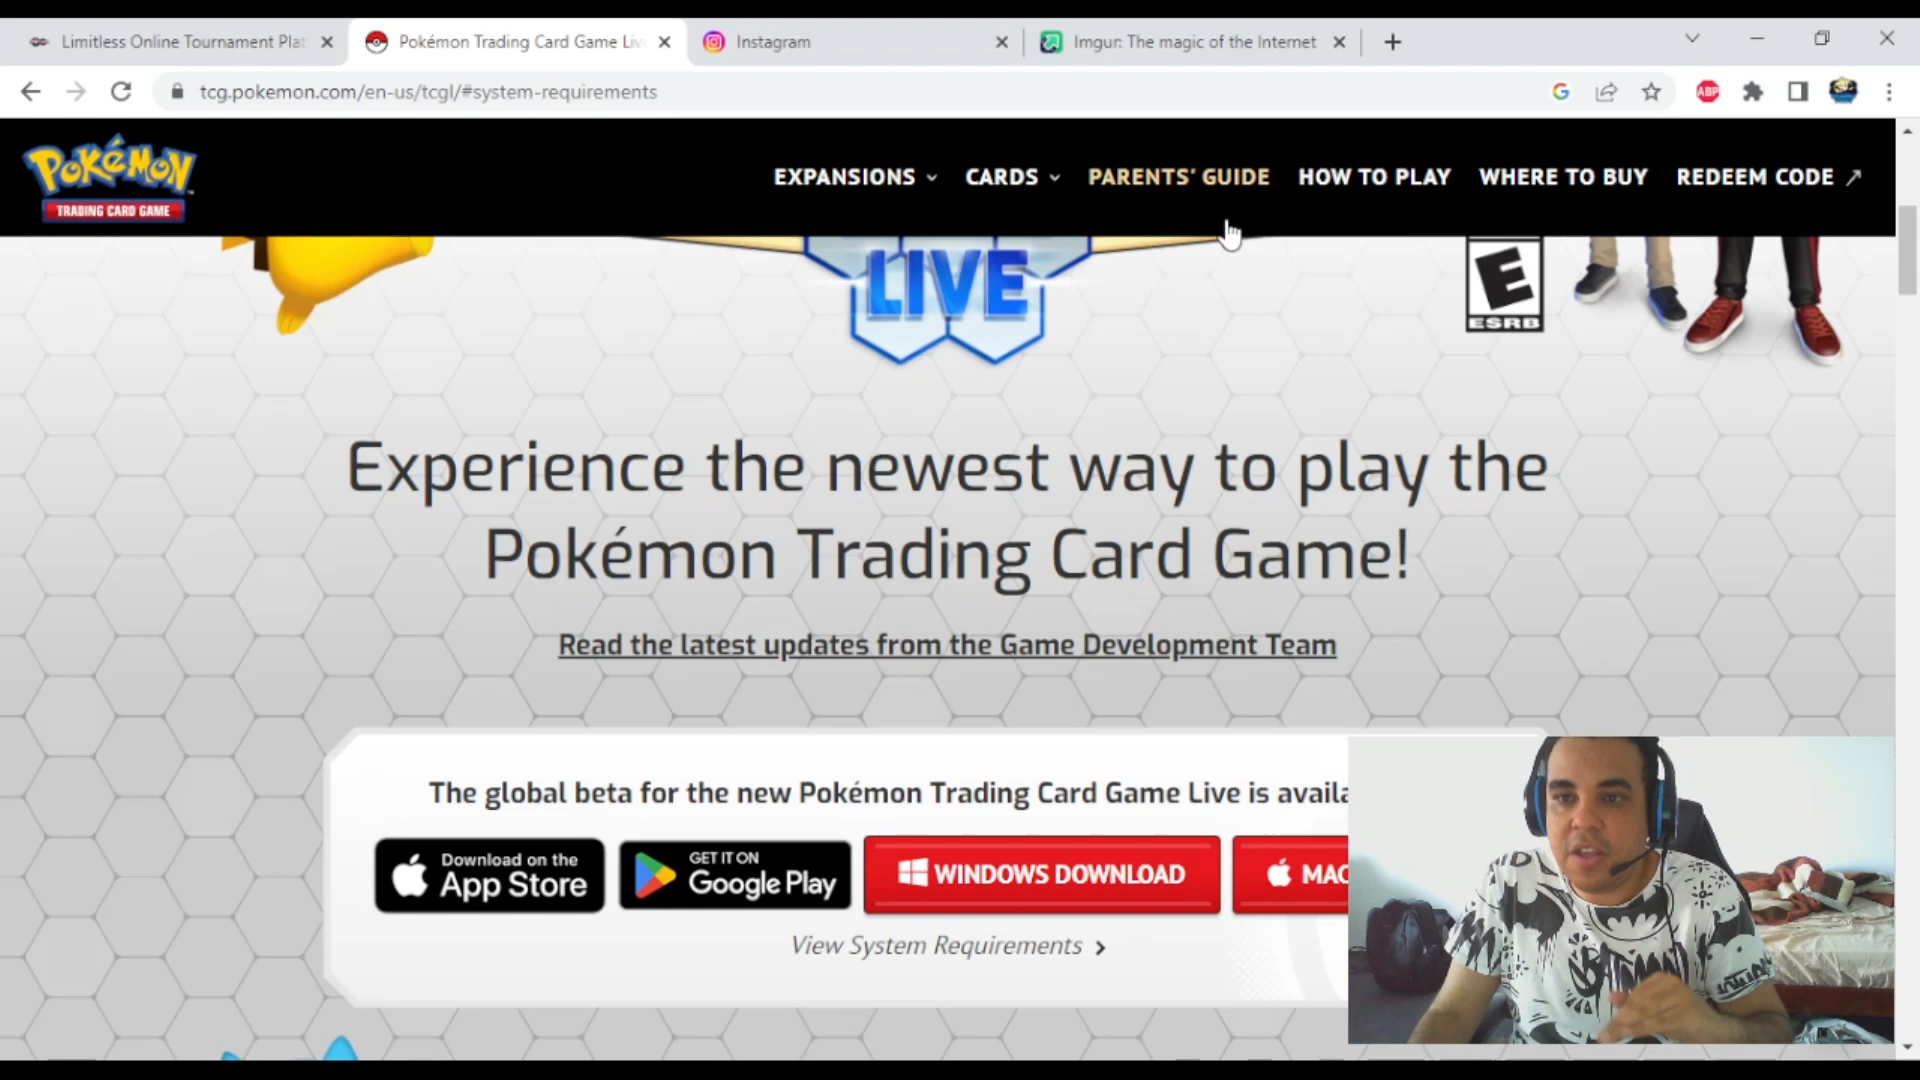 Limitless Online Tournament Plat
Pokémon Trading Card Game Liv
Instagram
Imgur: The magic of the Internet
tcg.pokemon.com/en-us/tcgl/#system-requirements
G
ABP
POKéMON
TRADING CARD GAME
EXPANSIONS
CARDS
PARENTS' GUIDE
HOW TO PLAY
WHERE TO BUY
REDEEM CODE
LIVE
E
ESRB
Experience the newest way to play the
Pokémon Trading Card Game!
Read the latest updates from the Game Development Team
The global beta for the new Pokémon Trading Card Game Live is availa
Download on the
App Store
GET IT ON
Google Play
WINDOWS DOWNLOAD
MAC
View System Requirements